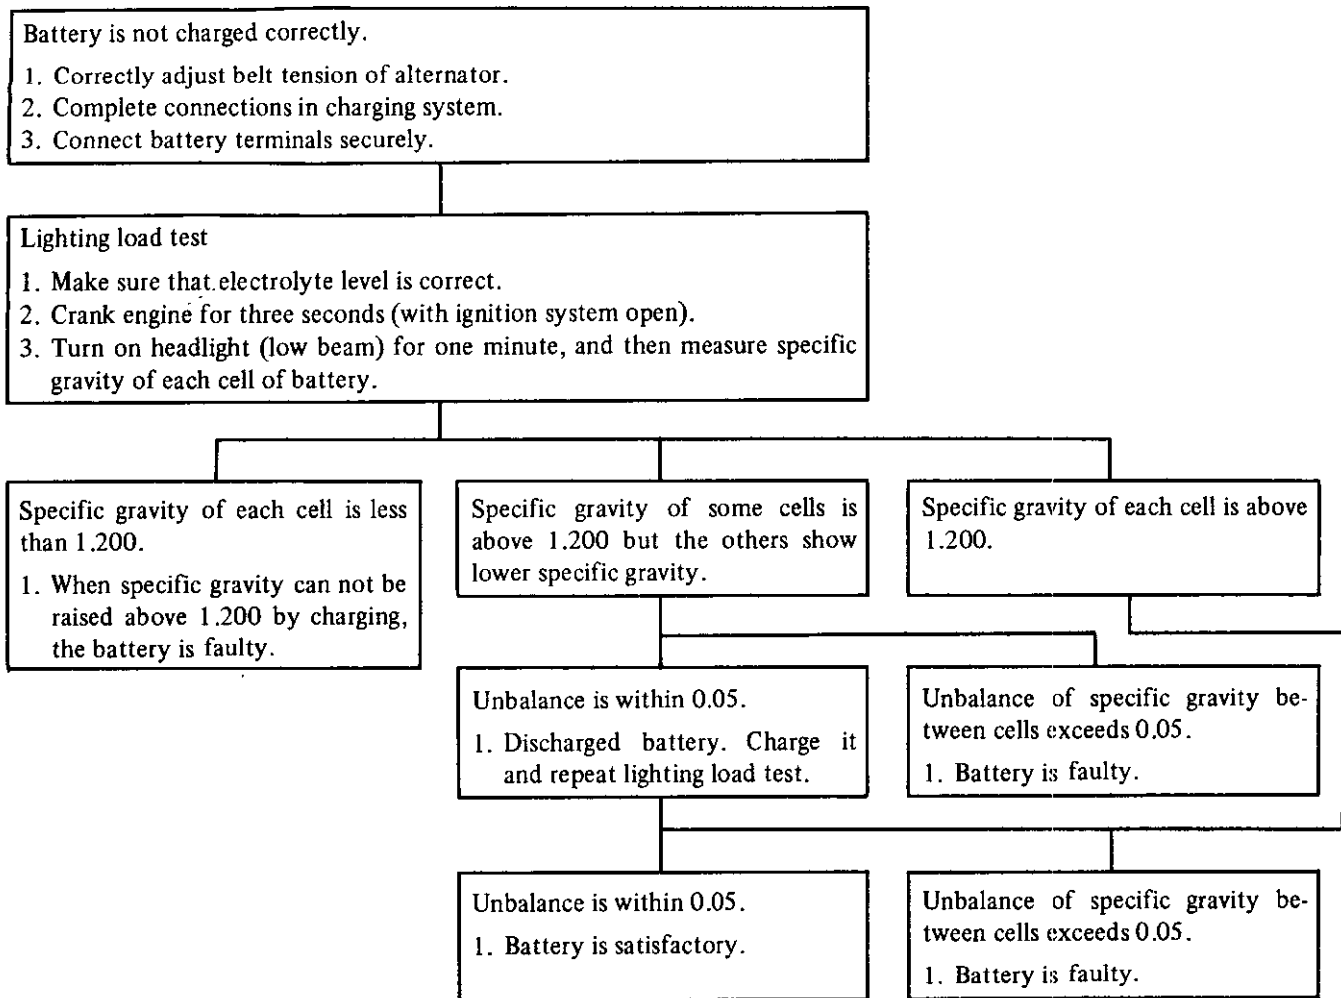 Battery is not charged correctly.
1. Correctly adjust belt tension of alternator.
2. Complete connections in charging system.
3. Connect battery terminals securely.
Lighting load test
1. Make sure that electrolyte level is correct.
2. Crank engine for three seconds (with ignition system open).
3. Turn on headlight (low beam) for one minute, and then measure specific
gravity of each cell of battery.
Specific gravity of each cell is less
than 1.200.
1. When specific gravity can not be
raised above 1.200 by charging,
the battery is faulty.
Specific gravity of some cells is
above 1.200 but the others show
lower specific gravity.
Specific gravity of each cell is above
1.200.
Unbalance is within 0.05.
1. Discharged battery. Charge it
and repeat lighting load test.
Unbalance of specific gravity be-
tween cells exceeds 0.05.
1. Battery is faulty.
Unbalance is within 0.05.
1. Battery is satisfactory.
Unbalance of specific gravity be-
tween cells exceeds 0.05.
1. Battery is faulty.